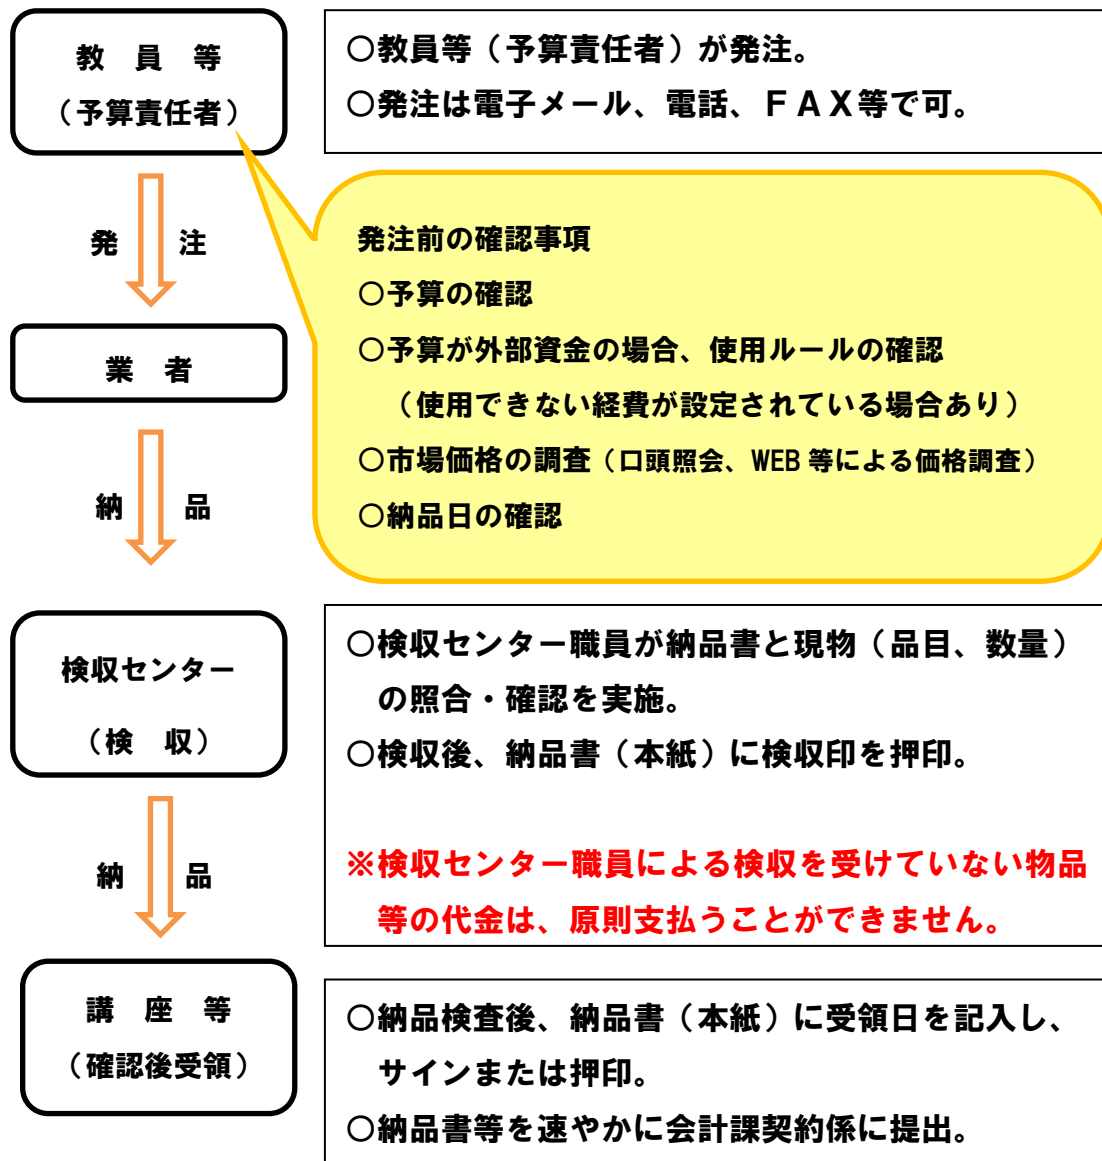 教　員　等
（予算責任者）
○教員等（予算責任者）が発注。
○発注は電子メール、電話、ＦＡＸ等で可。
発　注
発注前の確認事項
○予算の確認
○予算が外部資金の場合、使用ルールの確認
（使用できない経費が設定されている場合あり）
○市場価格の調査（口頭照会、WEB 等による価格調査）
○納品日の確認
業　者
納　品
検収センター
（検　収）
○検収センター職員が納品書と現物（品目、数量）
の照合・確認を実施。
○検収後、納品書（本紙）に検収印を押印。
※検収センター職員による検収を受けていない物品
等の代金は、原則支払うことができません。
納　品
講　座　等
（確認後受領）
○納品検査後、納品書（本紙）に受領日を記入し、
サインまたは押印。
○納品書等を速やかに会計課契約係に提出。